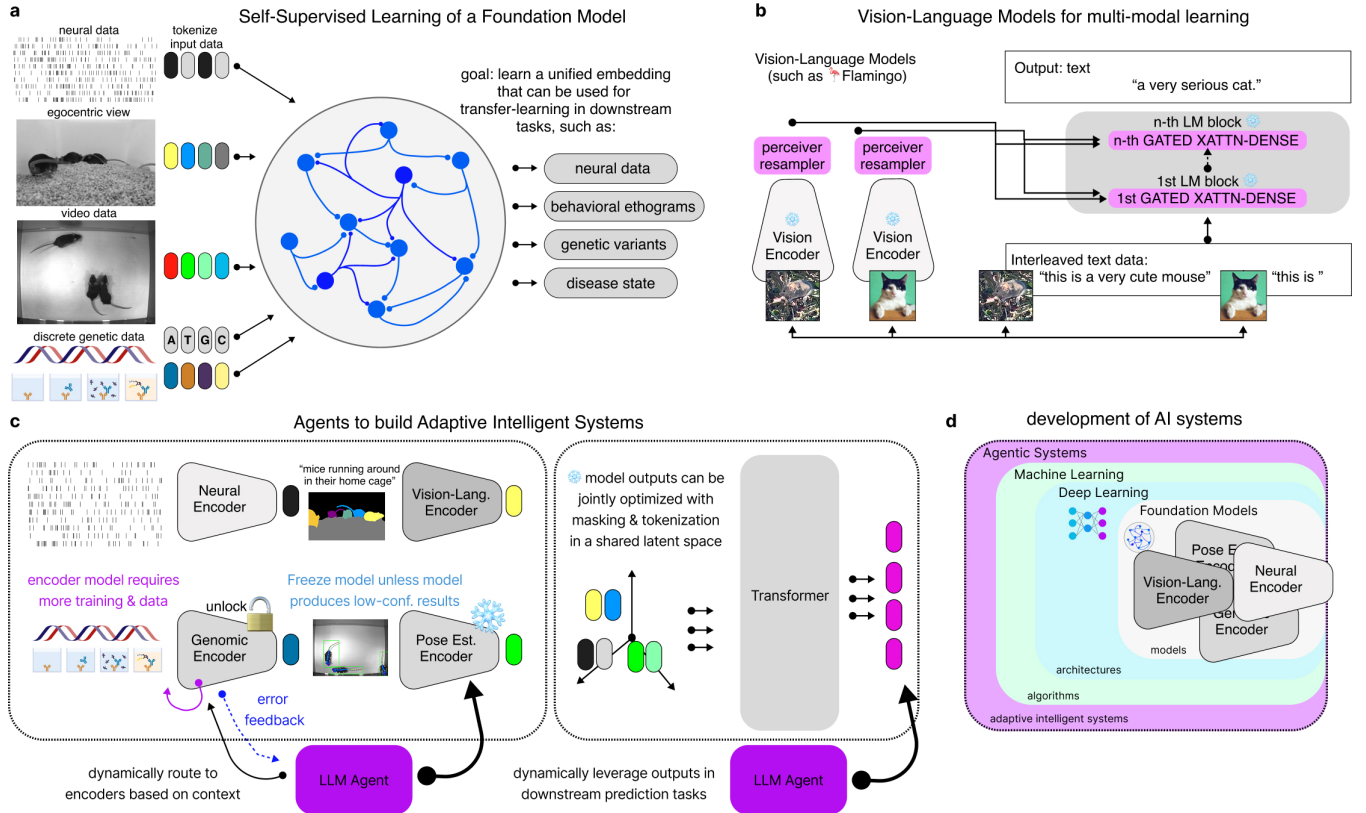 a
Self-Supervised Learning of a Foundation Model
neural data
tokenize
input data
egocentric view
video data
discrete genetic data
A T G C
goal: learn a unified embedding
that can be used for
transfer-learning in downstream
tasks, such as:
neural data
behavioral ethograms
genetic variants
disease state
b
Vision-Language Models for multi-modal learning
Vision-Language Models
(such as Flamingo)
Output: text
“a very serious cat.”
perceiver
resampler
perceiver
resampler
n-th LM block
n-th GATED XATTN-DENSE
1st LM block
1st GATED XATTN-DENSE
Vision
Encoder
Vision
Encoder
Interleaved text data:
“this is a very cute mouse”
“this is ”
c
Agents to build Adaptive Intelligent Systems
Neural
Encoder
“mice running around
in their home cage”
Vision-Lang.
Encoder
encoder model requires
more training & data
unlock
Genomic
Encoder
Freeze model unless model
produces low-conf. results
Pose Est.
Encoder
error
feedback
dynamically route to
encoders based on context
LLM Agent
model outputs can be
jointly optimized with
masking & tokenization
in a shared latent space
Transformer
dynamically leverage outputs in
downstream prediction tasks
LLM Agent
d
development of AI systems
Agentic Systems
Machine Learning
Deep Learning
Foundation Models
Pose Es
Vision-Lang.
Encoder
Neural
Encoder
models
architectures
algorithms
adaptive intelligent systems